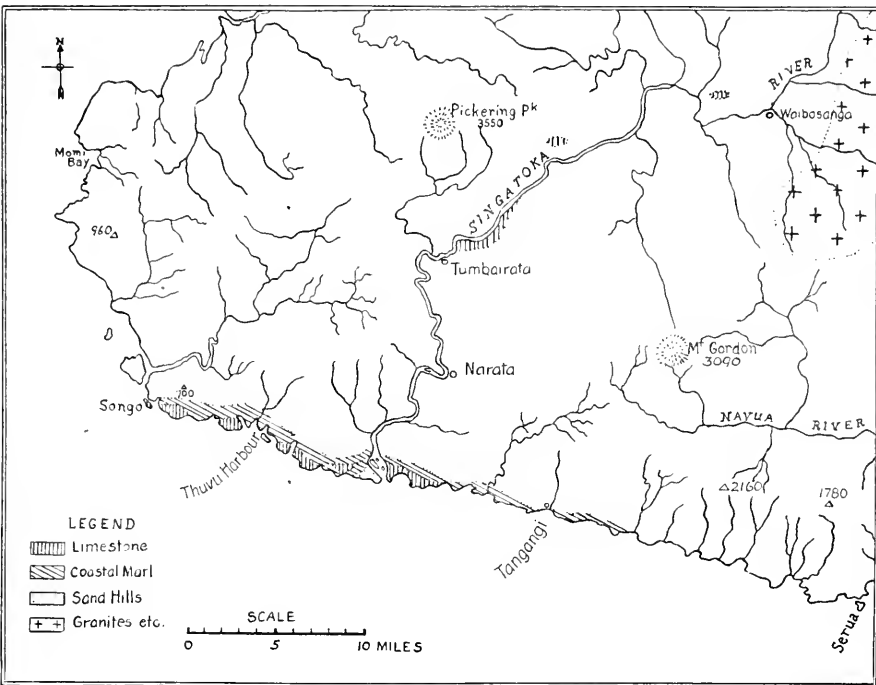 N
Pickering Pk
3550
RIVER
Waibosanga
Momi
Bay
SINGATOKA
960
Tumbairata
Mt Gordon
3090
Narata
Songo
700
NAVUA RIVER
Thuvu Harbour
2160
1780
Tangangi
Serua
LEGEND
Limestone
Coastal Marl
Sand Hills
Granites etc.
SCALE
0 5 10 MILES